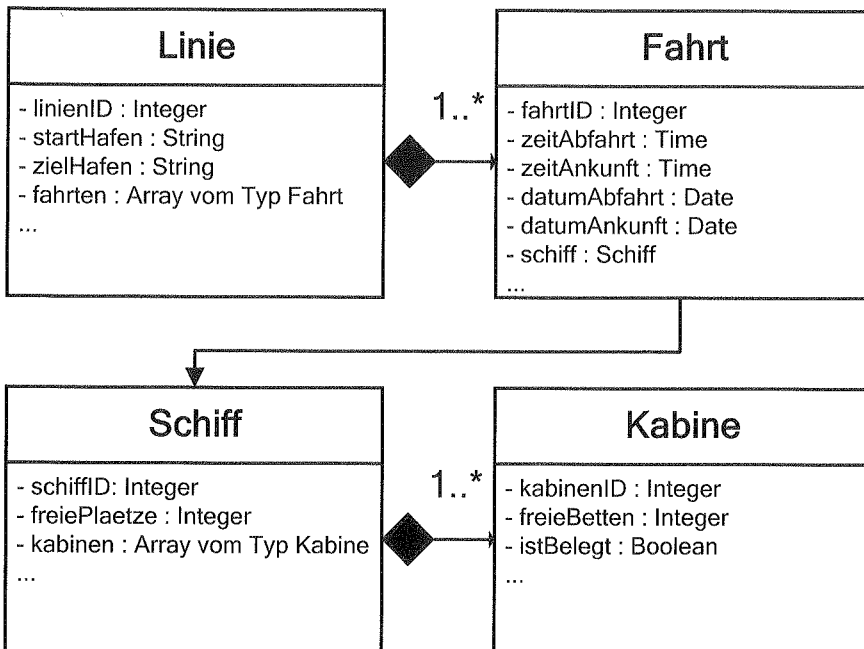 Linie
- linienID : Integer
- startHafen : String
- zielHafen : String
- fahrten : Array vom Typ Fahrt
...
1..*
Fahrt
- fahrtID : Integer
- zeitAbfahrt : Time
- zeitAnkunft : Time
- datumAbfahrt : Date
- datumAnkunft : Date
- schiff : Schiff
...
Schiff
- schiffID: Integer
- freiePlaetze : Integer
- kabinen : Array vom Typ Kabine
...
1..*
Kabine
- kabinenID : Integer
- freieBetten : Integer
- istBelegt : Boolean
...